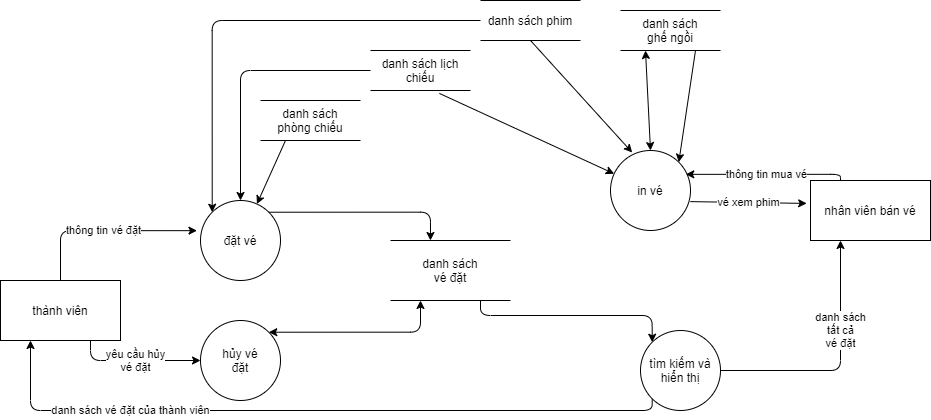 danh sách phim
danh sách
ghế ngồi
danh sách lịch
chiếu
danh sách
phòng chiếu
in vé
thông tin mua vé
vé xem phim
nhân viên bán vé
thông tin vé đặt
đặt vé
danh sách
vé đặt
thành viên
yêu cầu hủy
vé đặt
hủy vé
đặt
danh sách
tất cả
vé đặt
tìm kiếm và
hiển thị
danh sách vé đặt của thành viên